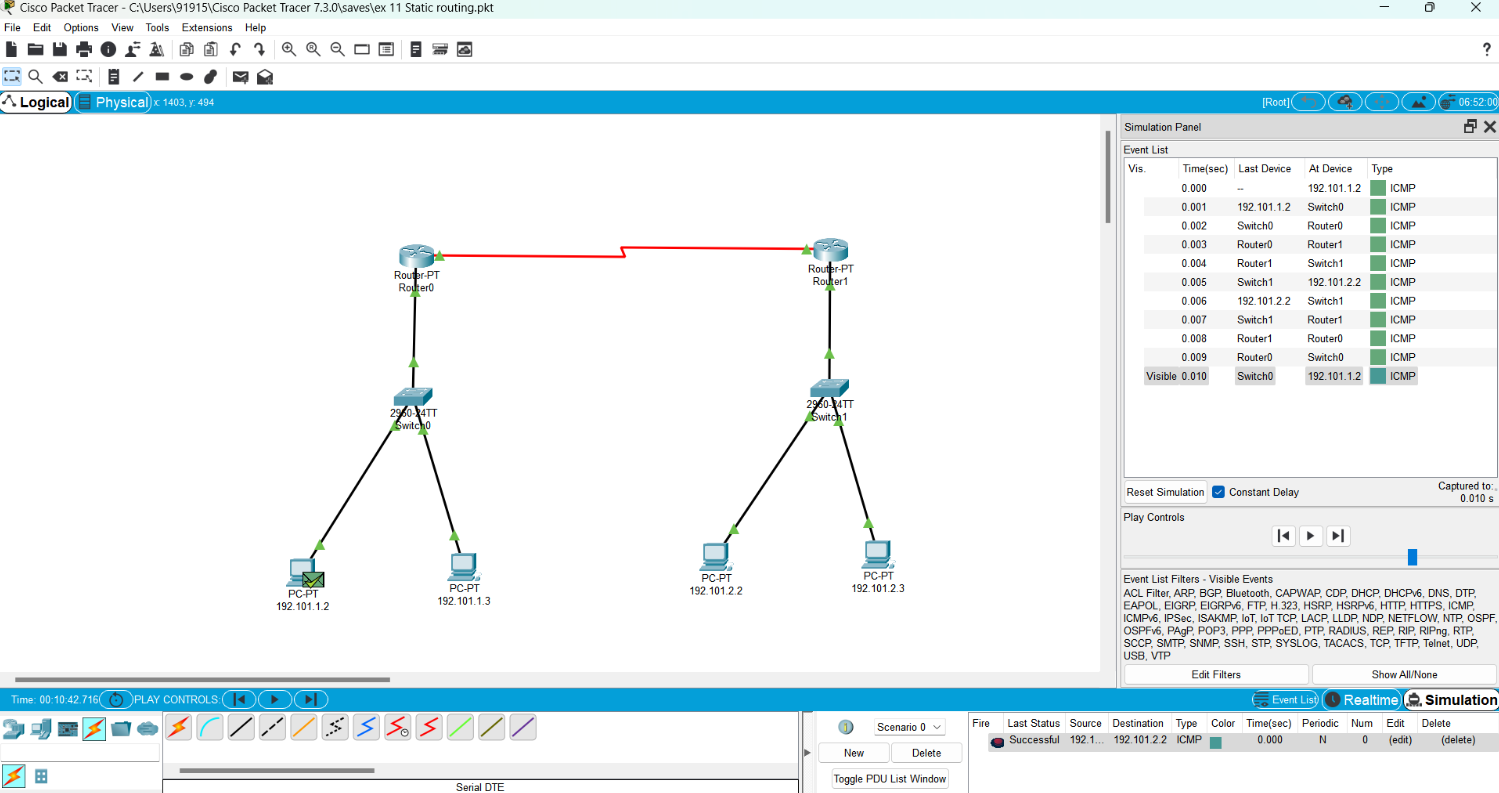 Cisco Packet Tracer - C:\Users\91915\Cisco Packet Tracer 7.3.0\saves\ex 11 Static routing.pkt
File Edit Options View Tools Extensions Help
?
Logical Physical x: 1403, y: 494 [Root] 06:52:00
Simulation Panel
Event List
Vis. Time(sec) Last Device At Device Type
0.000 -- 192.101.1.2 ICMP
0.001 192.101.1.2 Switch0 ICMP
0.002 Switch0 Router0 ICMP
0.003 Router0 Router1 ICMP
0.004 Router1 Switch1 ICMP
0.005 Switch1 192.101.2.2 ICMP
0.006 192.101.2.2 Switch1 ICMP
0.007 Switch1 Router1 ICMP
0.008 Router1 Router0 ICMP
0.009 Router0 Switch0 ICMP
Visible 0.010 Switch0 192.101.1.2 ICMP
Reset Simulation Constant Delay Captured to:
0.010 s
Play Controls
Event List Filters - Visible Events
ACL Filter, ARP, BGP, Bluetooth, CAPWAP, CDP, DHCP, DHCPv6, DNS, DTP,
EAPOL, EIGRP, EIGRPv6, FTP, H.323, HSRP, HSRPv6, HTTP, HTTPS, ICMP,
ICMPv6, IPSec, ISAKMP, IoT, IoT TCP, LACP, LLDP, NDP, NETFLOW, NTP, OSPF,
OSPFv6, PAgP, POP3, PPP, PPPoED, PTP, RADIUS, REP, RIP, RIPng, RTP,
SCCP, SMTP, SNMP, SSH, STP, SYSLOG, TACACS, TCP, TFTP, Telnet, UDP,
USB, VTP
Edit Filters Show All/None
Router-PT
Router0
Router-PT
Router1
2950-24TT
Switch0
2950-24TT
Switch1
PC-PT
192.101.1.2
PC-PT
192.101.1.3
PC-PT
192.101.2.2
PC-PT
192.101.2.3
Time: 00:10:42.716 PLAY CONTROLS: Event List Realtime Simulation
Scenario 0
New Delete
Toggle PDU List Window
Fire Last Status Source Destination Type Color Time(sec) Periodic Num Edit Delete
Successful 192.1... 192.101.2.2 ICMP 0.000 N 0 (edit) (delete)
Serial DTE